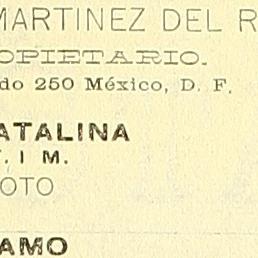 MARTINEZ DEL R
OPIETARIO.
do 250 México, D. F.
ATALINA
. I M.
OTO
AMO